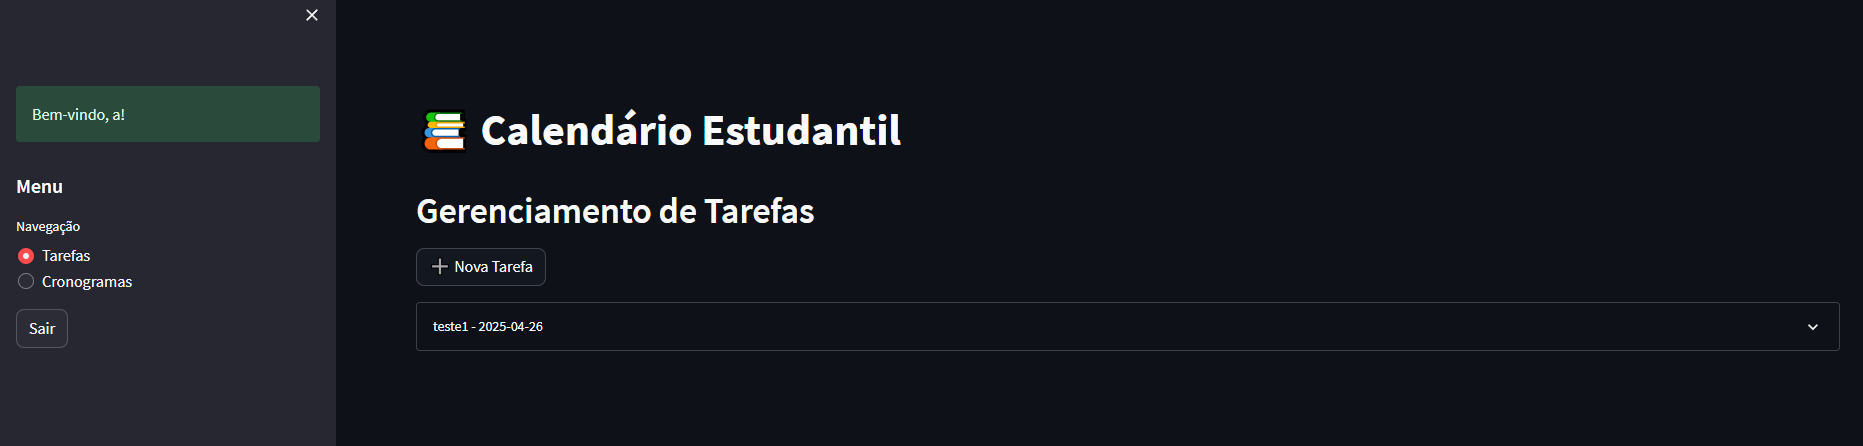 Bem-vindo, a!
Menu
Navegação
Tarefas
Cronogramas
Sair
Calendário Estudantil
Gerenciamento de Tarefas
Nova Tarefa
teste1 - 2025-04-26